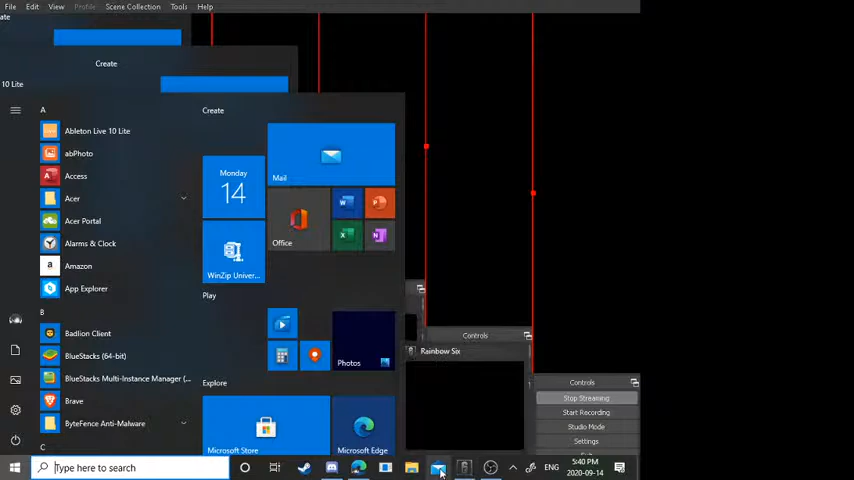 File Edit View Profile Scene Collection Tools Help
ate
Create
10 Lite
Create
A
Ableton Live 10 Lite
abPhoto
Access
Acer
Acer Portal
Alarms & Clock
a Amazon
App Explorer
B
Badlion Client
BlueStacks (64-bit)
BlueStacks Multi-Instance Manager (...
Brave
ByteFence Anti-Malware
C
Monday
14
Mail
WinZip Univer...
Office
Play
Photos
Explore
Microsoft Store
Microsoft Edge
Controls
Rainbow Six
Controls
Stop Streaming
Start Recording
Studio Mode
Settings
Type here to search
ENG
5:40 PM
2020-09-14